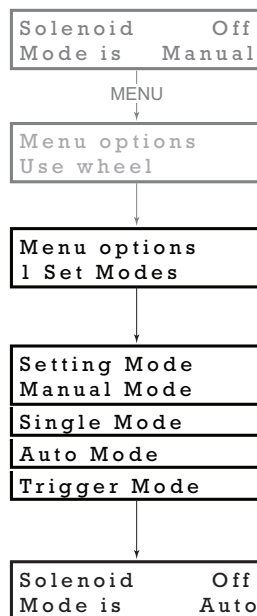 Solenoid Off
Mode is Manual
MENU
Menu options
Use wheel
Menu options
1 Set Modes
Setting Mode
Manual Mode
Single Mode
Auto Mode
Trigger Mode
Solenoid Off
Mode is Auto